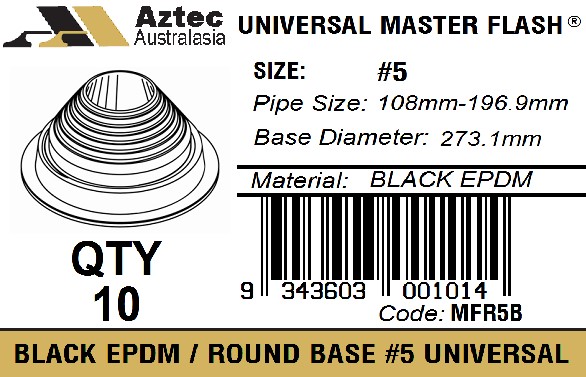 Aztec
Australasia
UNIVERSAL MASTER FLASH®
SIZE: #5
Pipe Size: 108mm-196.9mm
Base Diameter: 273.1mm
Material: BLACK EPDM
QTY
10
9 343603 001014
Code: MFR5B
BLACK EPDM / ROUND BASE #5 UNIVERSAL